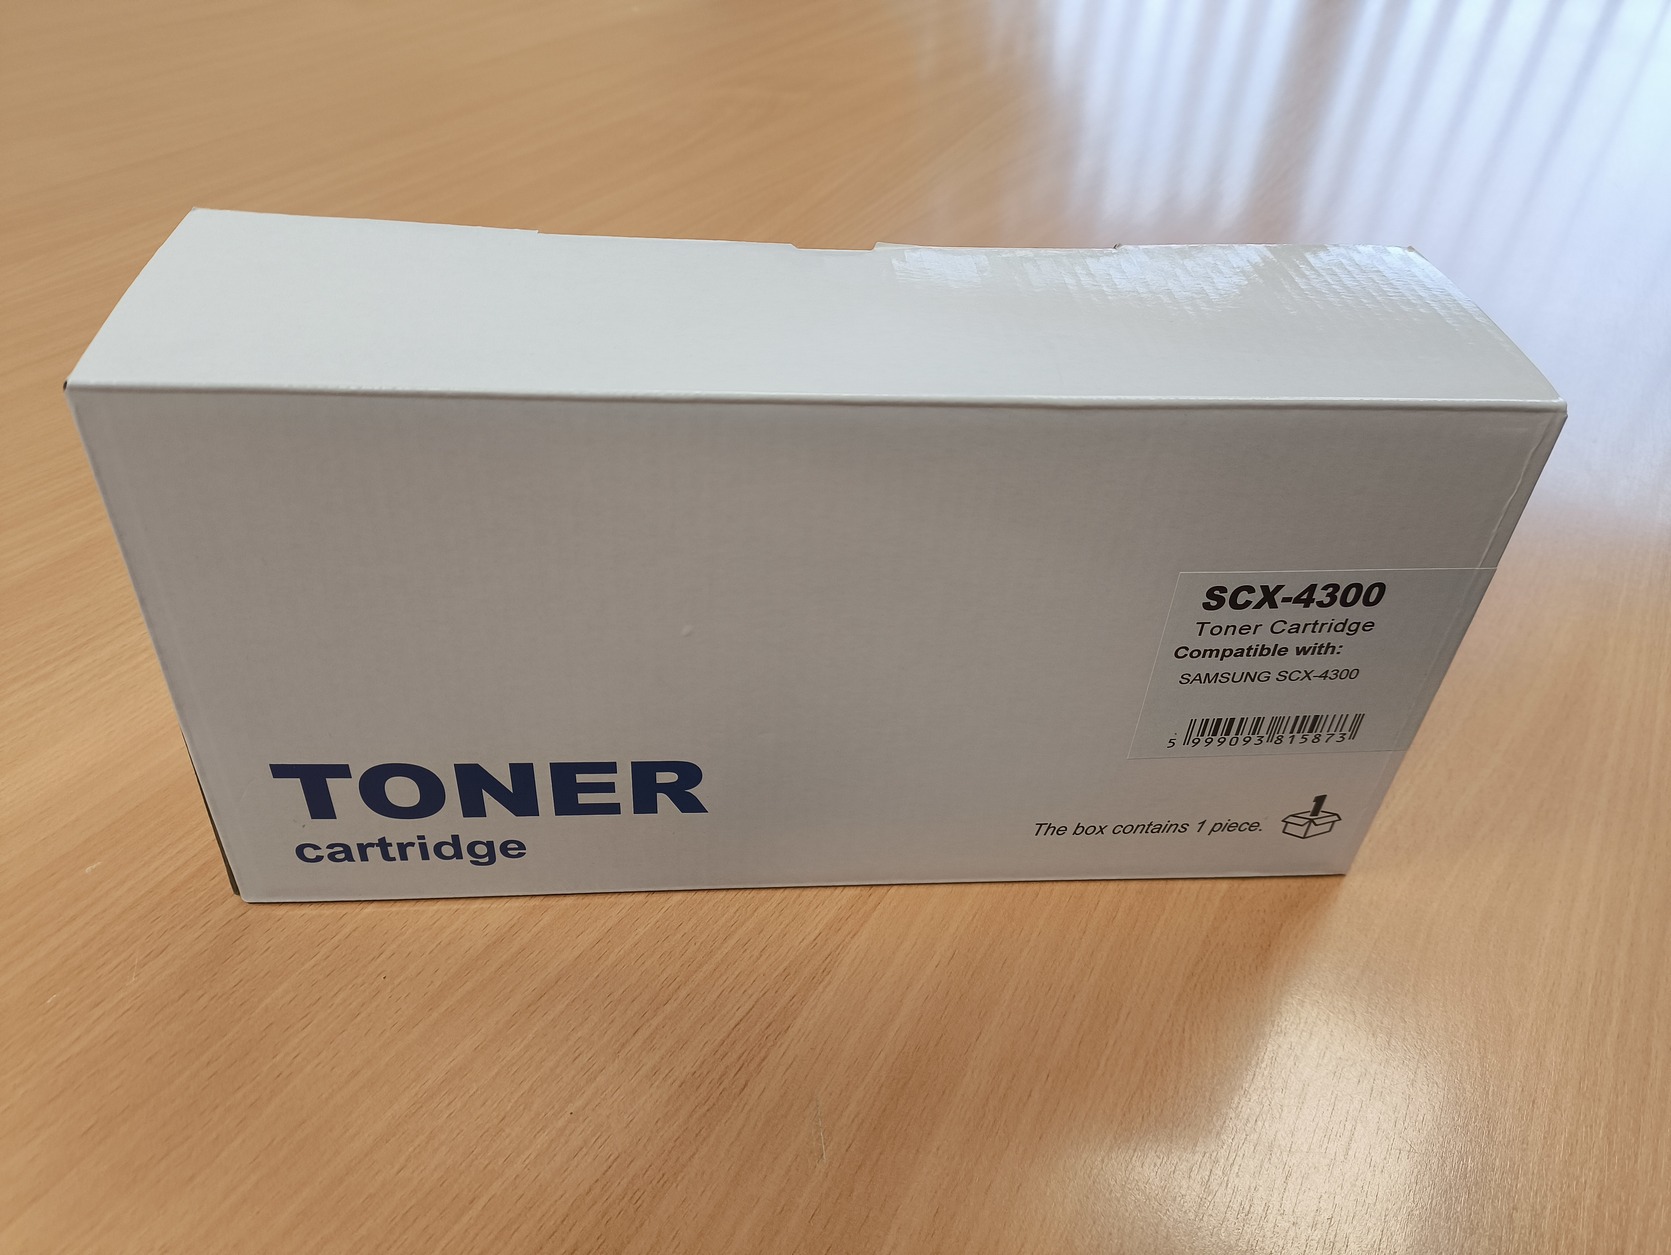 SCX-4300
Toner Cartridge
Compatible with:
SAMSUNG SCX-4300
5 999093 815873
TONER
cartridge
The box contains 1 piece.
1